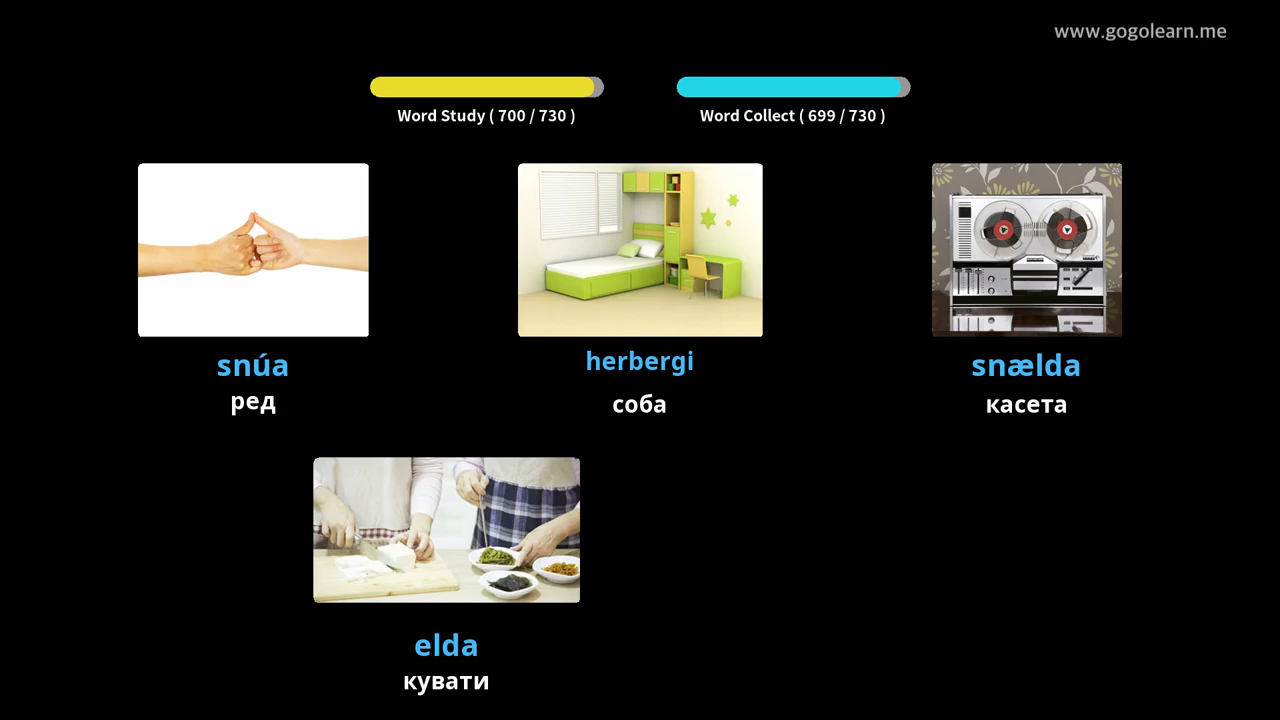 www.gogolearn.me
Word Study ( 700 / 730 )
Word Collect ( 699 / 730 )
snúa
ред
herbergi
соба
snælda
касета
elda
кувати